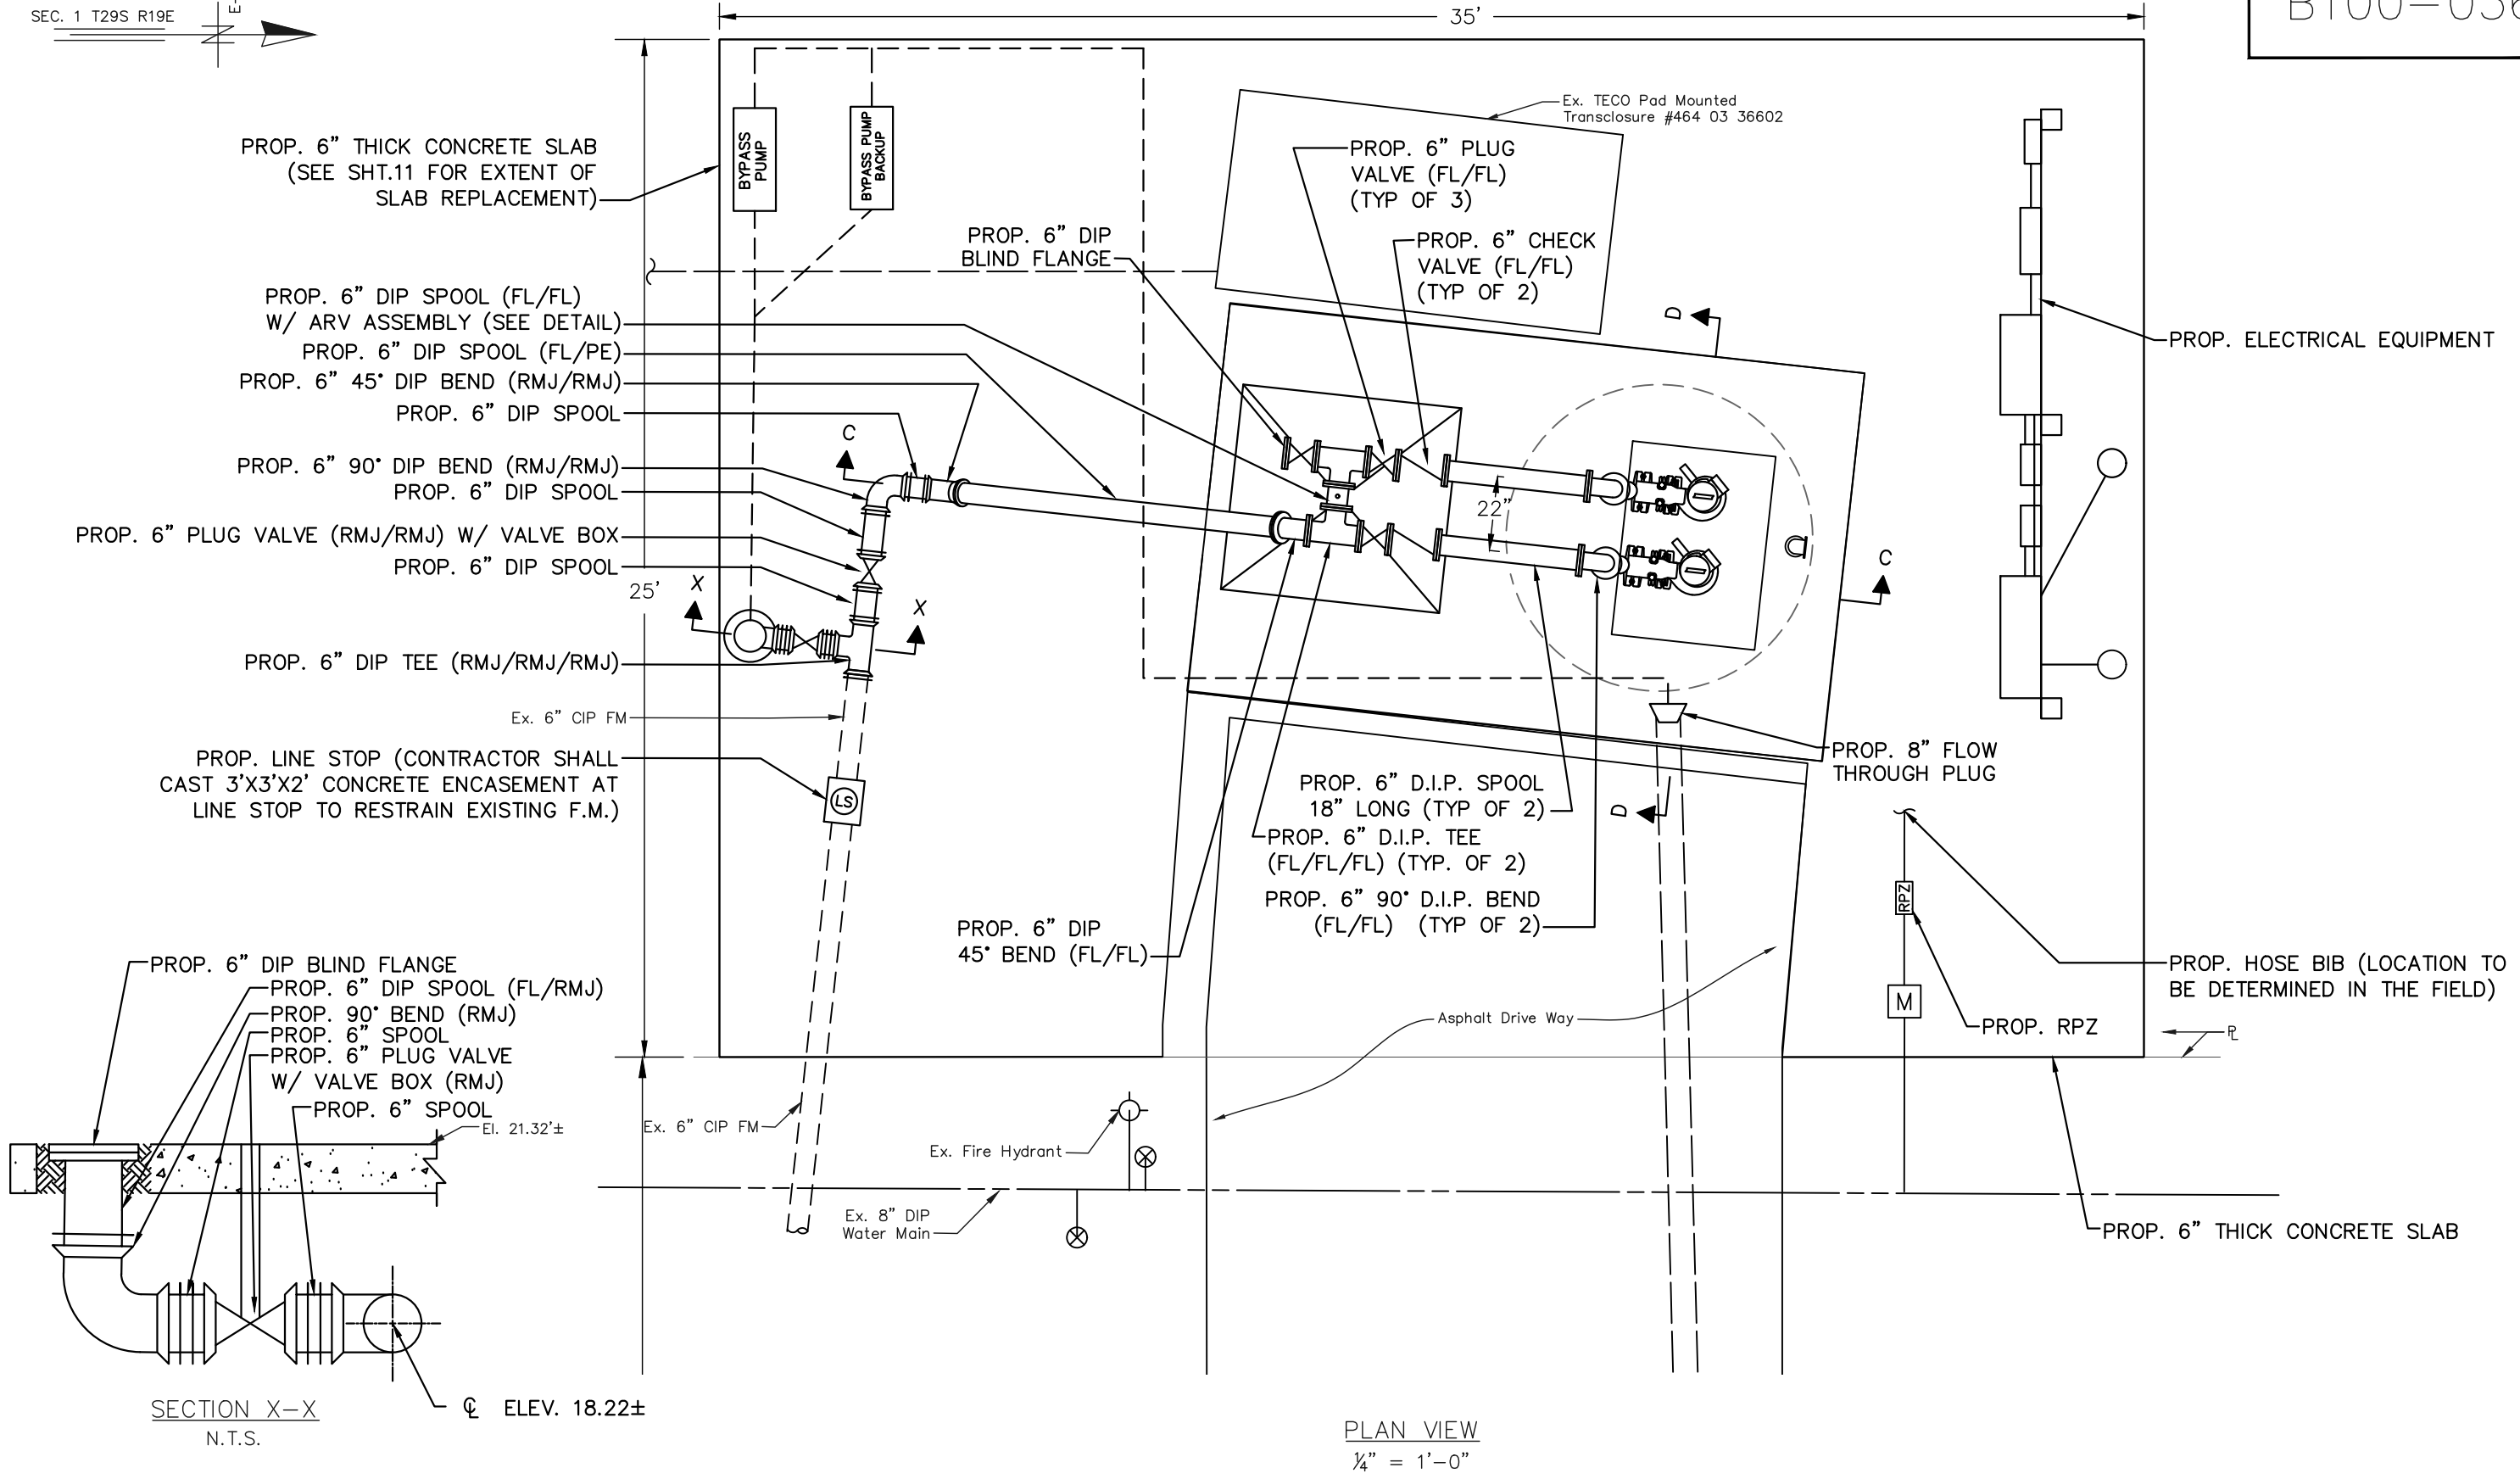 SEC. 1 T29S R19E
35'
PROP. 6" THICK CONCRETE SLAB
(SEE SHT.11 FOR EXTENT OF
SLAB REPLACEMENT)
BYPASS
PUMP
BYPASS PUMP
BACKUP
Ex. TECO Pad Mounted
Transclosure #464 03 36602
PROP. 6" PLUG
VALVE (FL/FL)
(TYP OF 3)
PROP. 6" DIP
BLIND FLANGE
PROP. 6" CHECK
VALVE (FL/FL)
(TYP OF 2)
PROP. 6" DIP SPOOL (FL/FL)
W/ ARV ASSEMBLY (SEE DETAIL)
PROP. 6" DIP SPOOL (FL/PE)
PROP. 6" 45° DIP BEND (RMJ/RMJ)
PROP. 6" DIP SPOOL
PROP. 6" 90° DIP BEND (RMJ/RMJ)
PROP. 6" DIP SPOOL
PROP. 6" PLUG VALVE (RMJ/RMJ) W/ VALVE BOX
PROP. 6" DIP SPOOL
25'
PROP. 6" DIP TEE (RMJ/RMJ/RMJ)
Ex. 6" CIP FM
PROP. LINE STOP (CONTRACTOR SHALL
CAST 3'X3'X2' CONCRETE ENCASEMENT AT
LINE STOP TO RESTRAIN EXISTING F.M.)
LS
C
X
X
D
22"
C
D
PROP. ELECTRICAL EQUIPMENT
PROP. 8" FLOW
THROUGH PLUG
PROP. 6" D.I.P. SPOOL
18" LONG (TYP OF 2)
PROP. 6" D.I.P. TEE
(FL/FL/FL) (TYP. OF 2)
PROP. 6" 90° D.I.P. BEND
(FL/FL) (TYP OF 2)
PROP. 6" DIP
45° BEND (FL/FL)
RPZ
M
PROP. HOSE BIB (LOCATION TO
BE DETERMINED IN THE FIELD)
PROP. RPZ
Asphalt Drive Way
PROP. 6" DIP BLIND FLANGE
PROP. 6" DIP SPOOL (FL/RMJ)
PROP. 90° BEND (RMJ)
PROP. 6" SPOOL
PROP. 6" PLUG VALVE
W/ VALVE BOX (RMJ)
PROP. 6" SPOOL
El. 21.32'±
Ex. 6" CIP FM
Ex. Fire Hydrant
Ex. 8" DIP
Water Main
PROP. 6" THICK CONCRETE SLAB
℄ ELEV. 18.22±
SECTION X-X
N.T.S.
PLAN VIEW
¼" = 1'-0"